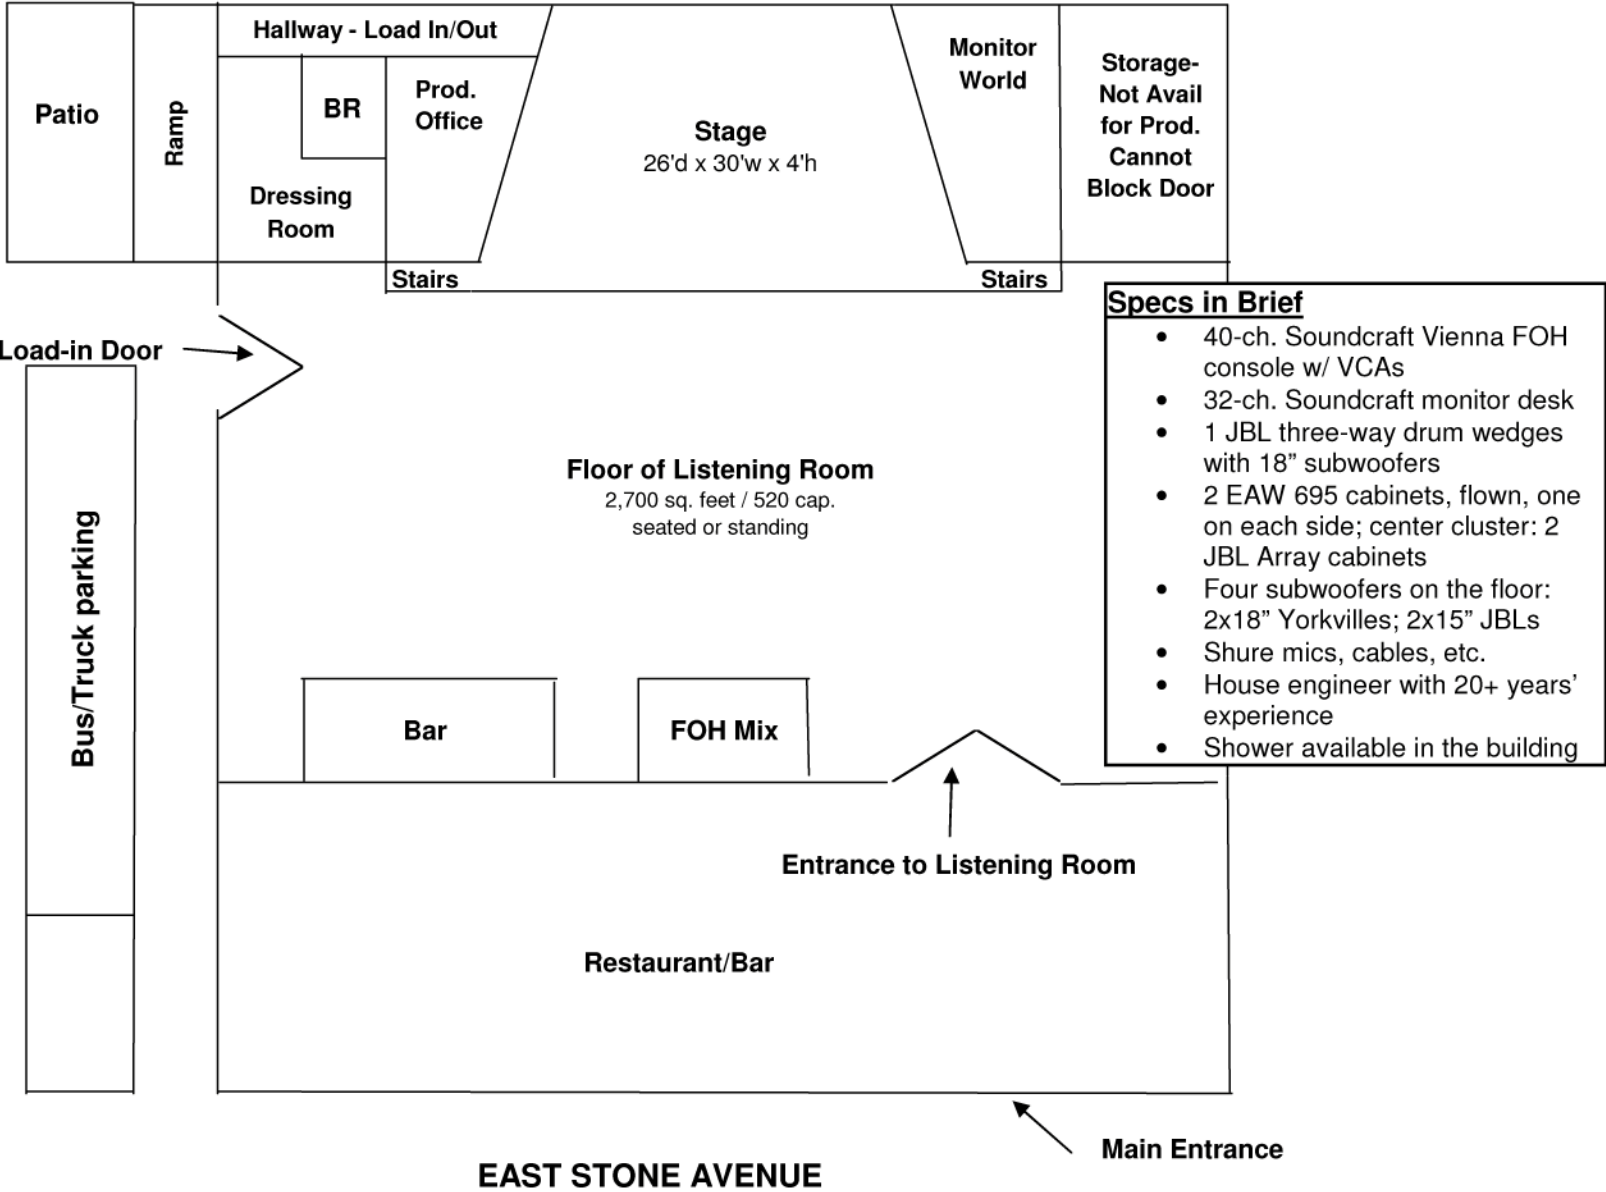 Hallway - Load In/Out
Patio
Ramp
BR
Prod.
Office
Dressing
Room
Stage
26'd x 30'w x 4'h
Monitor
World
Storage-
Not Avail
for Prod.
Cannot
Block Door
Stairs
Stairs
Load-in Door
Bus/Truck parking
Floor of Listening Room
2,700 sq. feet / 520 cap.
seated or standing
Specs in Brief
• 40-ch. Soundcraft Vienna FOH
console w/ VCAs
• 32-ch. Soundcraft monitor desk
• 1 JBL three-way drum wedges
with 18” subwoofers
• 2 EAW 695 cabinets, flown, one
on each side; center cluster: 2
JBL Array cabinets
• Four subwoofers on the floor:
2x18” Yorkvilles; 2x15” JBLs
• Shure mics, cables, etc.
• House engineer with 20+ years’
experience
• Shower available in the building
Bar
FOH Mix
Entrance to Listening Room
Restaurant/Bar
Main Entrance
EAST STONE AVENUE